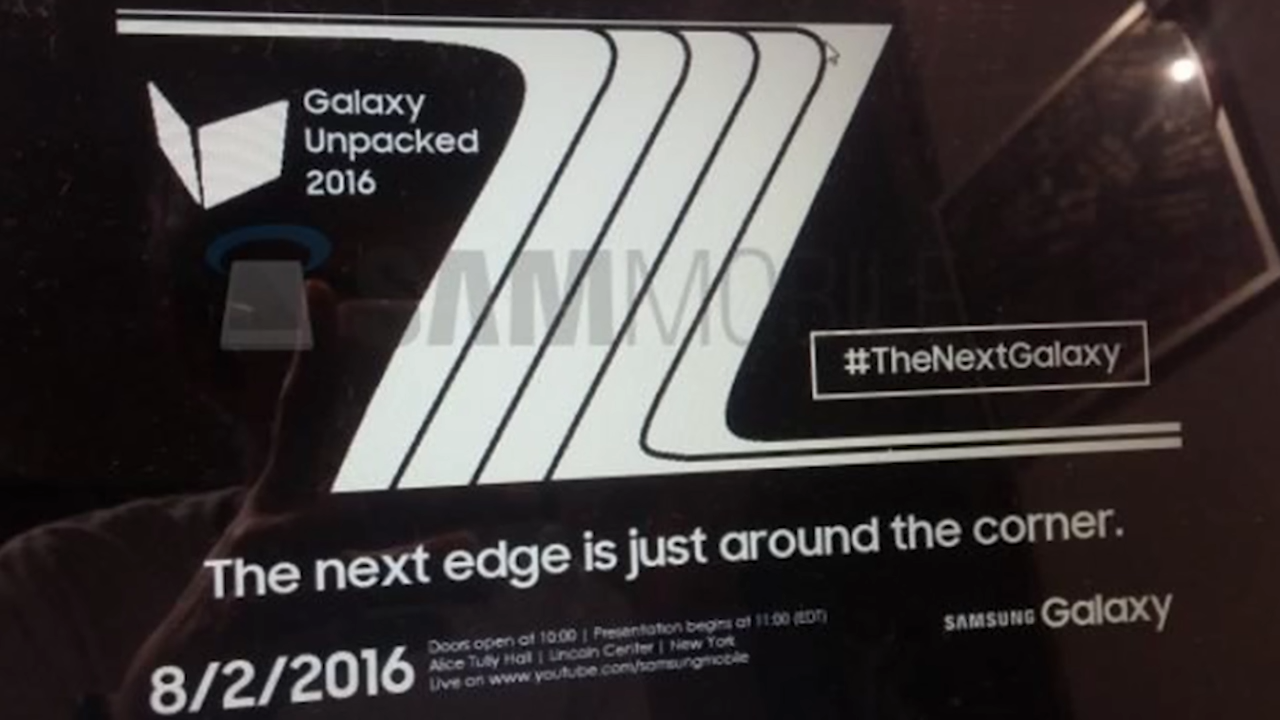 Galaxy
Unpacked
2016
SAMMOBILE
#TheNextGalaxy
The next edge is just around the corner.
8/2/2016
Doors open at 10:00 | Presentation begins at 11:00 (EDT)
Alice Tully Hall | Lincoln Center | New York
Live on www.youtube.com/samsungmobile
SAMSUNG Galaxy